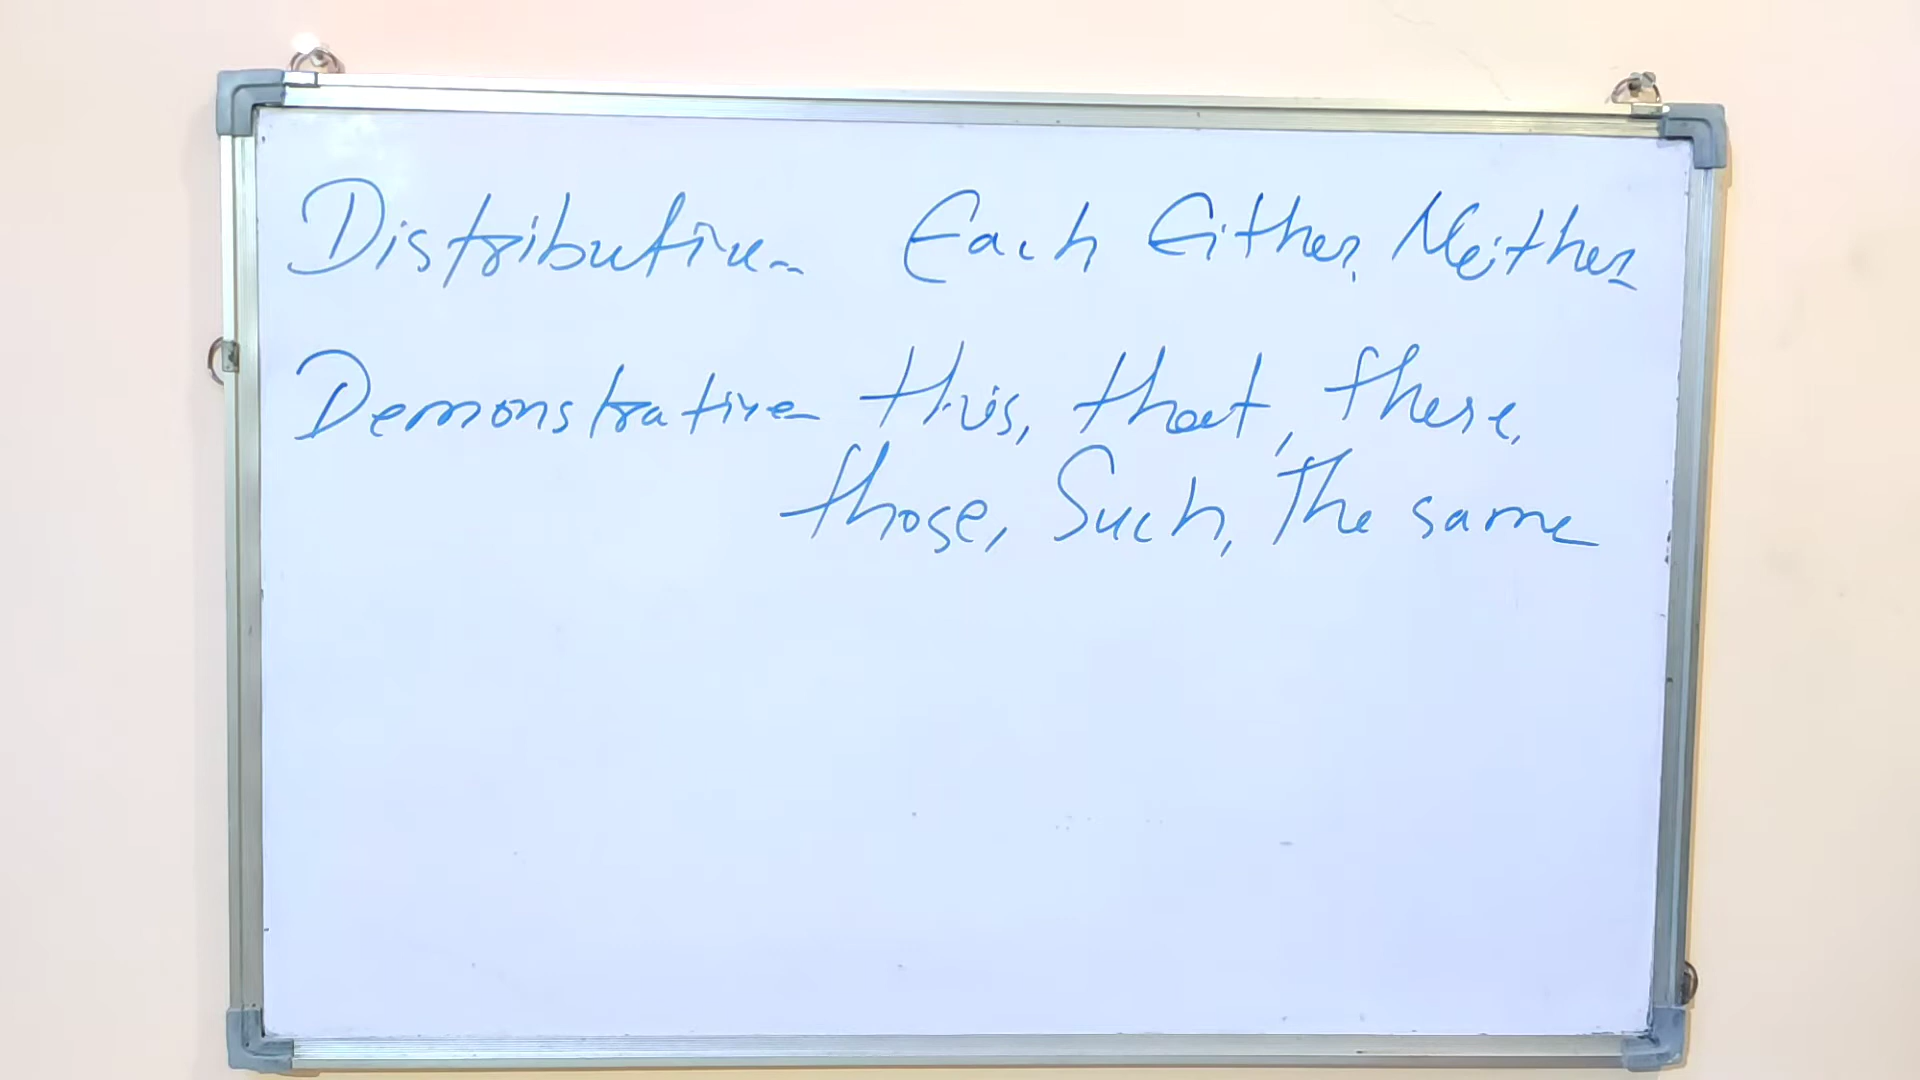 Distributive - Each Either, Neither
Demonstrative - this, that, these,
those, Such, The same